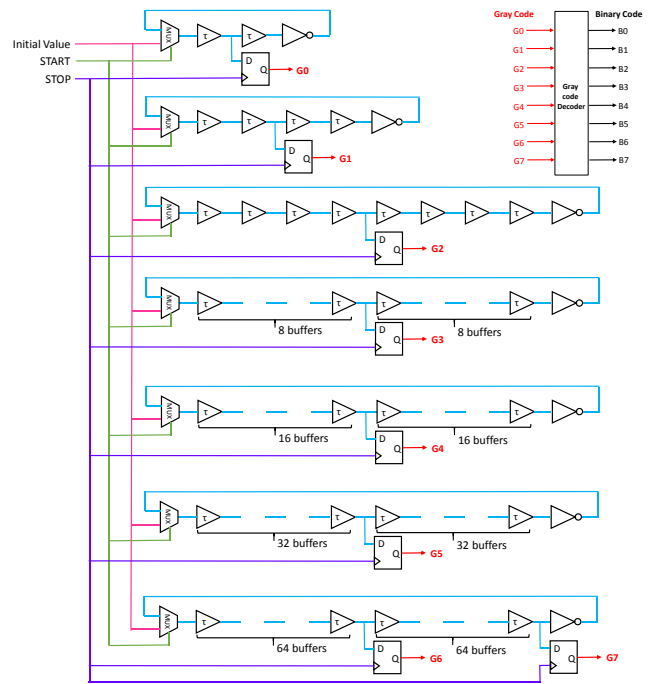 Initial Value
START
STOP
MUX
τ
τ
D
Q
G0
MUX
τ
τ
τ
τ
D
Q
G1
MUX
τ
τ
τ
τ
τ
τ
τ
τ
D
Q
G2
MUX
τ
τ
τ
τ
8 buffers
8 buffers
D
Q
G3
MUX
τ
τ
τ
τ
16 buffers
16 buffers
D
Q
G4
MUX
τ
τ
τ
τ
32 buffers
32 buffers
D
Q
G5
MUX
τ
τ
τ
τ
64 buffers
64 buffers
D
Q
G6
D
Q
G7
Gray Code
Binary Code
G0
B0
G1
B1
G2
B2
G3
B3
G4
B4
G5
B5
G6
B6
G7
B7
Gray
code
Decoder